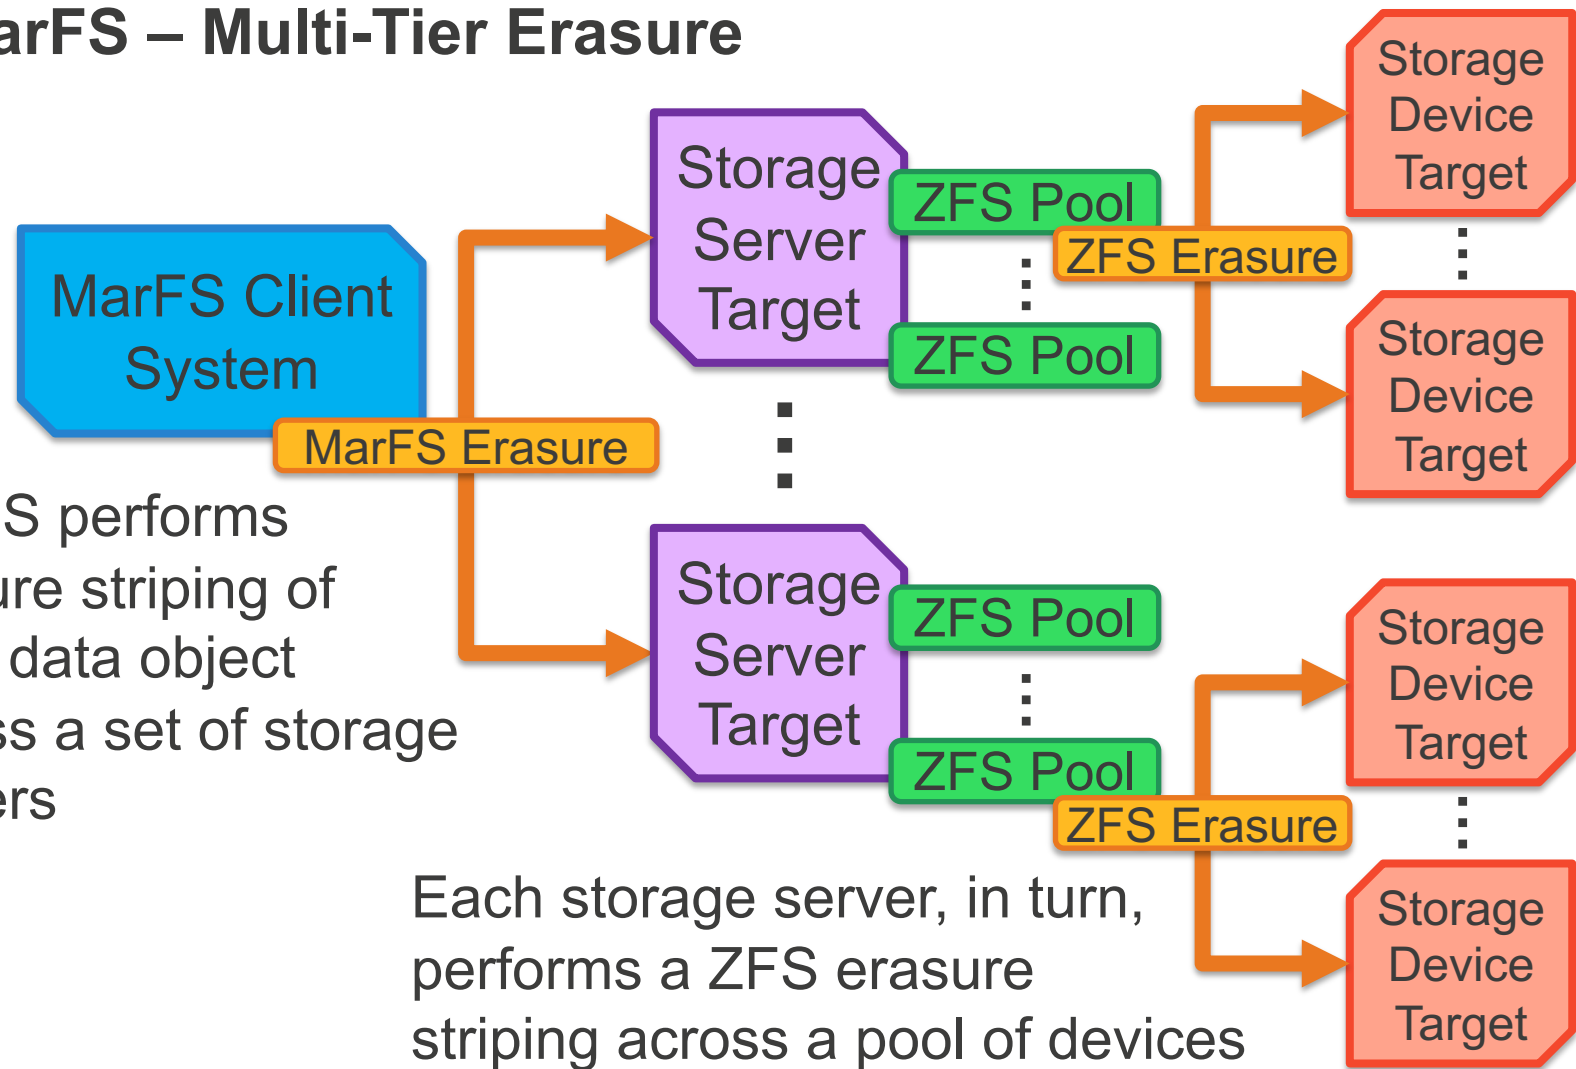 arFS – Multi-Tier Erasure
MarFS Client
System
MarFS Erasure
S performs
ure striping of
data object
ss a set of storage
ers
Storage
Server
Target
ZFS Pool
ZFS Pool
ZFS Erasure
Storage
Device
Target
Storage
Device
Target
Storage
Server
Target
ZFS Pool
ZFS Pool
ZFS Erasure
Storage
Device
Target
Storage
Device
Target
Each storage server, in turn,
performs a ZFS erasure
striping across a pool of devices